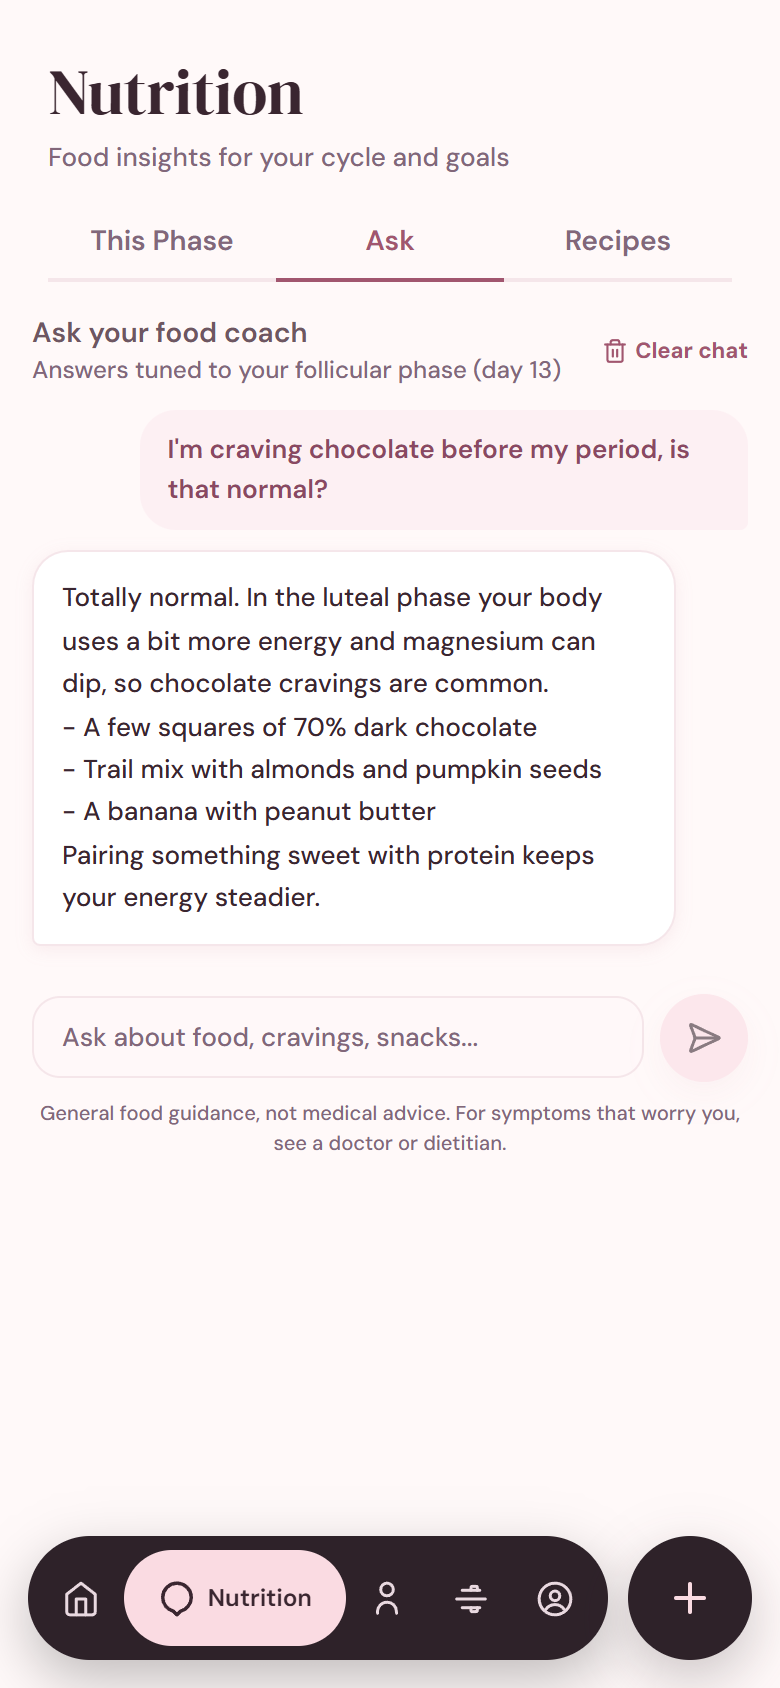 Nutrition
Food insights for your cycle and goals
This Phase
Ask
Recipes
Ask your food coach
Answers tuned to your follicular phase (day 13)
Clear chat
I'm craving chocolate before my period, is
that normal?
Totally normal. In the luteal phase your body
uses a bit more energy and magnesium can
dip, so chocolate cravings are common.
- A few squares of 70% dark chocolate
- Trail mix with almonds and pumpkin seeds
- A banana with peanut butter
Pairing something sweet with protein keeps
your energy steadier.
Ask about food, cravings, snacks...
General food guidance, not medical advice. For symptoms that worry you,
see a doctor or dietitian.
Nutrition